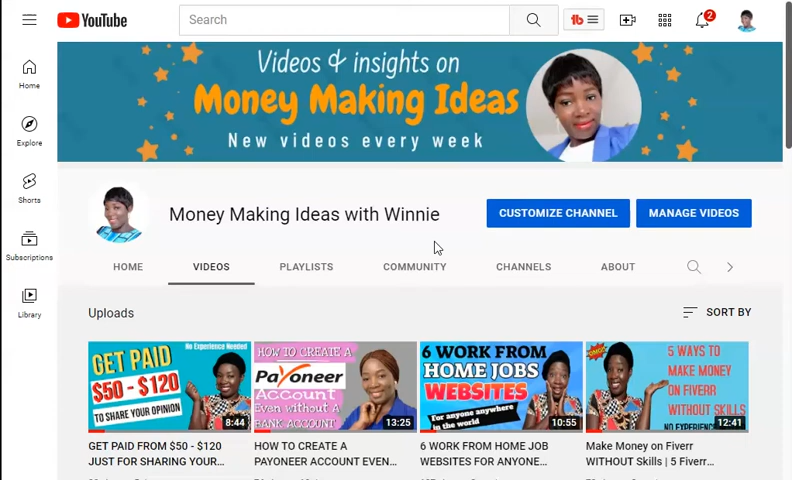 YouTube
Search
tb
2
Videos & insights on
Money Making Ideas
New videos every week
Home
Explore
Shorts
Subscriptions
Library
Money Making Ideas with Winnie
CUSTOMIZE CHANNEL
MANAGE VIDEOS
HOME
VIDEOS
PLAYLISTS
COMMUNITY
CHANNELS
ABOUT
Uploads
SORT BY
No Experience Needed
GET PAID
$50 - $120
TO SHARE YOUR OPINION
8:44
GET PAID FROM $50 - $120
JUST FOR SHARING YOUR...
HOW TO CREATE A
Payoneer
Account
Even without A
BANK ACCOUNT
13:25
HOW TO CREATE A
PAYONEER ACCOUNT EVEN...
6 WORK FROM
HOME JOBS
WEBSITES
For anyone anywhere
in the world
10:55
6 WORK FROM HOME JOB
WEBSITES FOR ANYONE...
OMG!
5 WAYS TO
MAKE MONEY
ON FIVERR
WITHOUT SKILLS
NO EXPERIENCE
12:41
Make Money on Fiverr
WITHOUT Skills | 5 Fiverr...